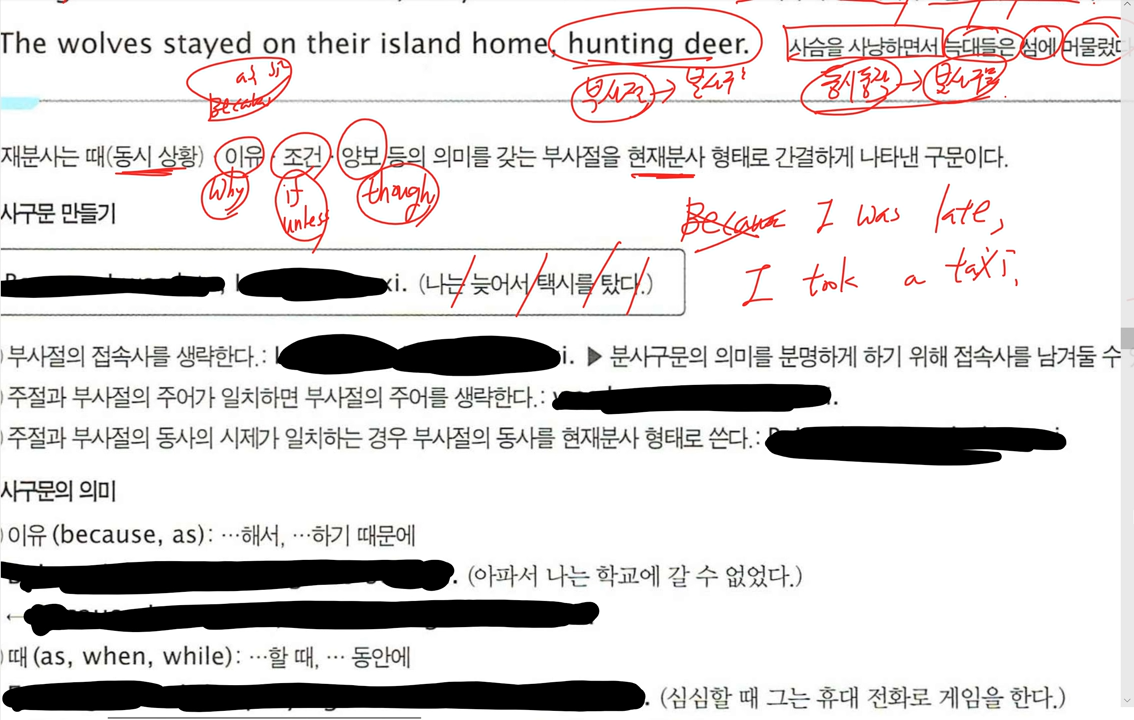 The wolves stayed on their island home, hunting deer. 사슴을 사냥하면서 늑대들은 섬에 머물렀다
부사절 → 분사구 동시동작 → 분사구문
재분사는 때(동시 상황) · 이유 · 조건 · 양보 등의 의미를 갖는 부사절을 현재분사 형태로 간결하게 나타낸 구문이다.
why if unless though
사구문 만들기
Because I was late,
I took a taxi.
xi. (나는 늦어서 택시를 탔다.)
) 부사절의 접속사를 생략한다.: i. ▶ 분사구문의 의미를 분명하게 하기 위해 접속사를 남겨둘 수
) 주절과 부사절의 주어가 일치하면 부사절의 주어를 생략한다.: .
) 주절과 부사절의 동사의 시제가 일치하는 경우 부사절의 동사를 현재분사 형태로 쓴다.:
사구문의 의미
) 이유 (because, as): …해서, …하기 때문에
. (아파서 나는 학교에 갈 수 없었다.)
←
) 때 (as, when, while): …할 때, … 동안에
. (심심할 때 그는 휴대 전화로 게임을 한다.)